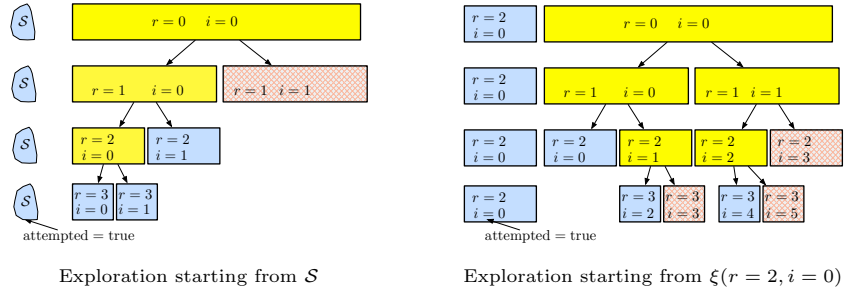 𝒮
r = 0 i = 0
𝒮
r = 1 i = 0
r = 1 i = 1
𝒮
r = 2
i = 0
r = 2
i = 1
𝒮
r = 3
i = 0
r = 3
i = 1
attempted = true
Exploration starting from 𝒮
r = 2
i = 0
r = 0 i = 0
r = 2
i = 0
r = 1 i = 0
r = 1 i = 1
r = 2
i = 0
r = 2
i = 0
r = 2
i = 1
r = 2
i = 2
r = 2
i = 3
r = 2
i = 0
r = 3
i = 2
r = 3
i = 3
r = 3
i = 4
r = 3
i = 5
attempted = true
Exploration starting from ξ(r = 2, i = 0)